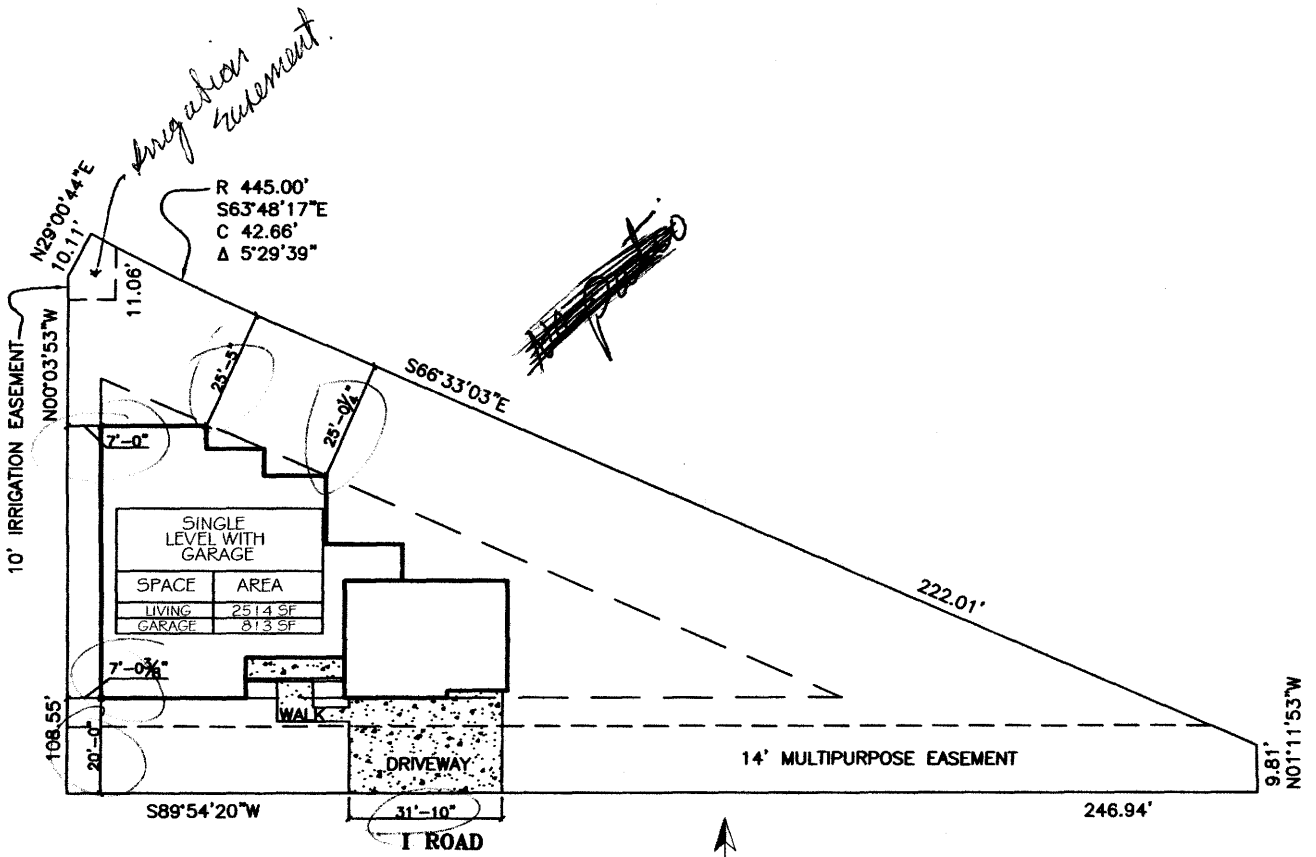 Irrigation
Easement.
N29°00'44"E
10.11'
R 445.00'
S63°48'17"E
C 42.66'
Δ 5°29'39"
11.06'
10' IRRIGATION EASEMENT
N00°03'53"W
25'-5"
25'-0¼"
S66°33'03"E
7'-0"
SINGLE
LEVEL WITH
GARAGE
SPACE AREA
LIVING 2514 SF
GARAGE 813 SF
222.01'
7'-0⅜"
108.55'
20'-0"
WALK
DRIVEWAY
14' MULTIPURPOSE EASEMENT
9.81'
N01°11'53"W
S89°54'20"W
31'-10"
246.94'
I ROAD